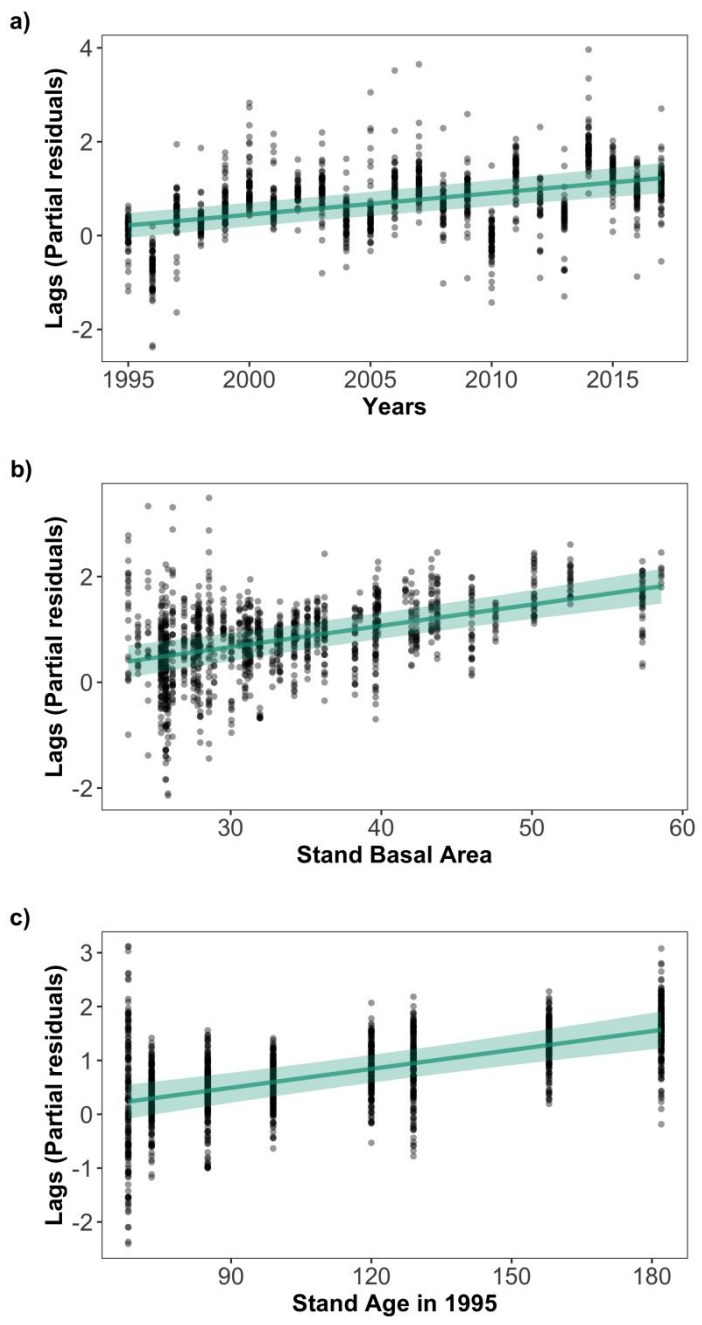 a)
Lags (Partial residuals)
4
2
0
-2
1995 2000 2005 2010 2015
Years
b)
Lags (Partial residuals)
2
0
-2
30 40 50 60
Stand Basal Area
c)
Lags (Partial residuals)
3
2
1
0
-1
-2
90 120 150 180
Stand Age in 1995